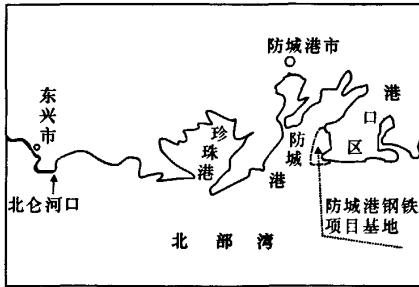 防城港市
东兴市
珍珠港
防城港
港口区
北仑河口
防城港钢铁
项目基地
北部湾